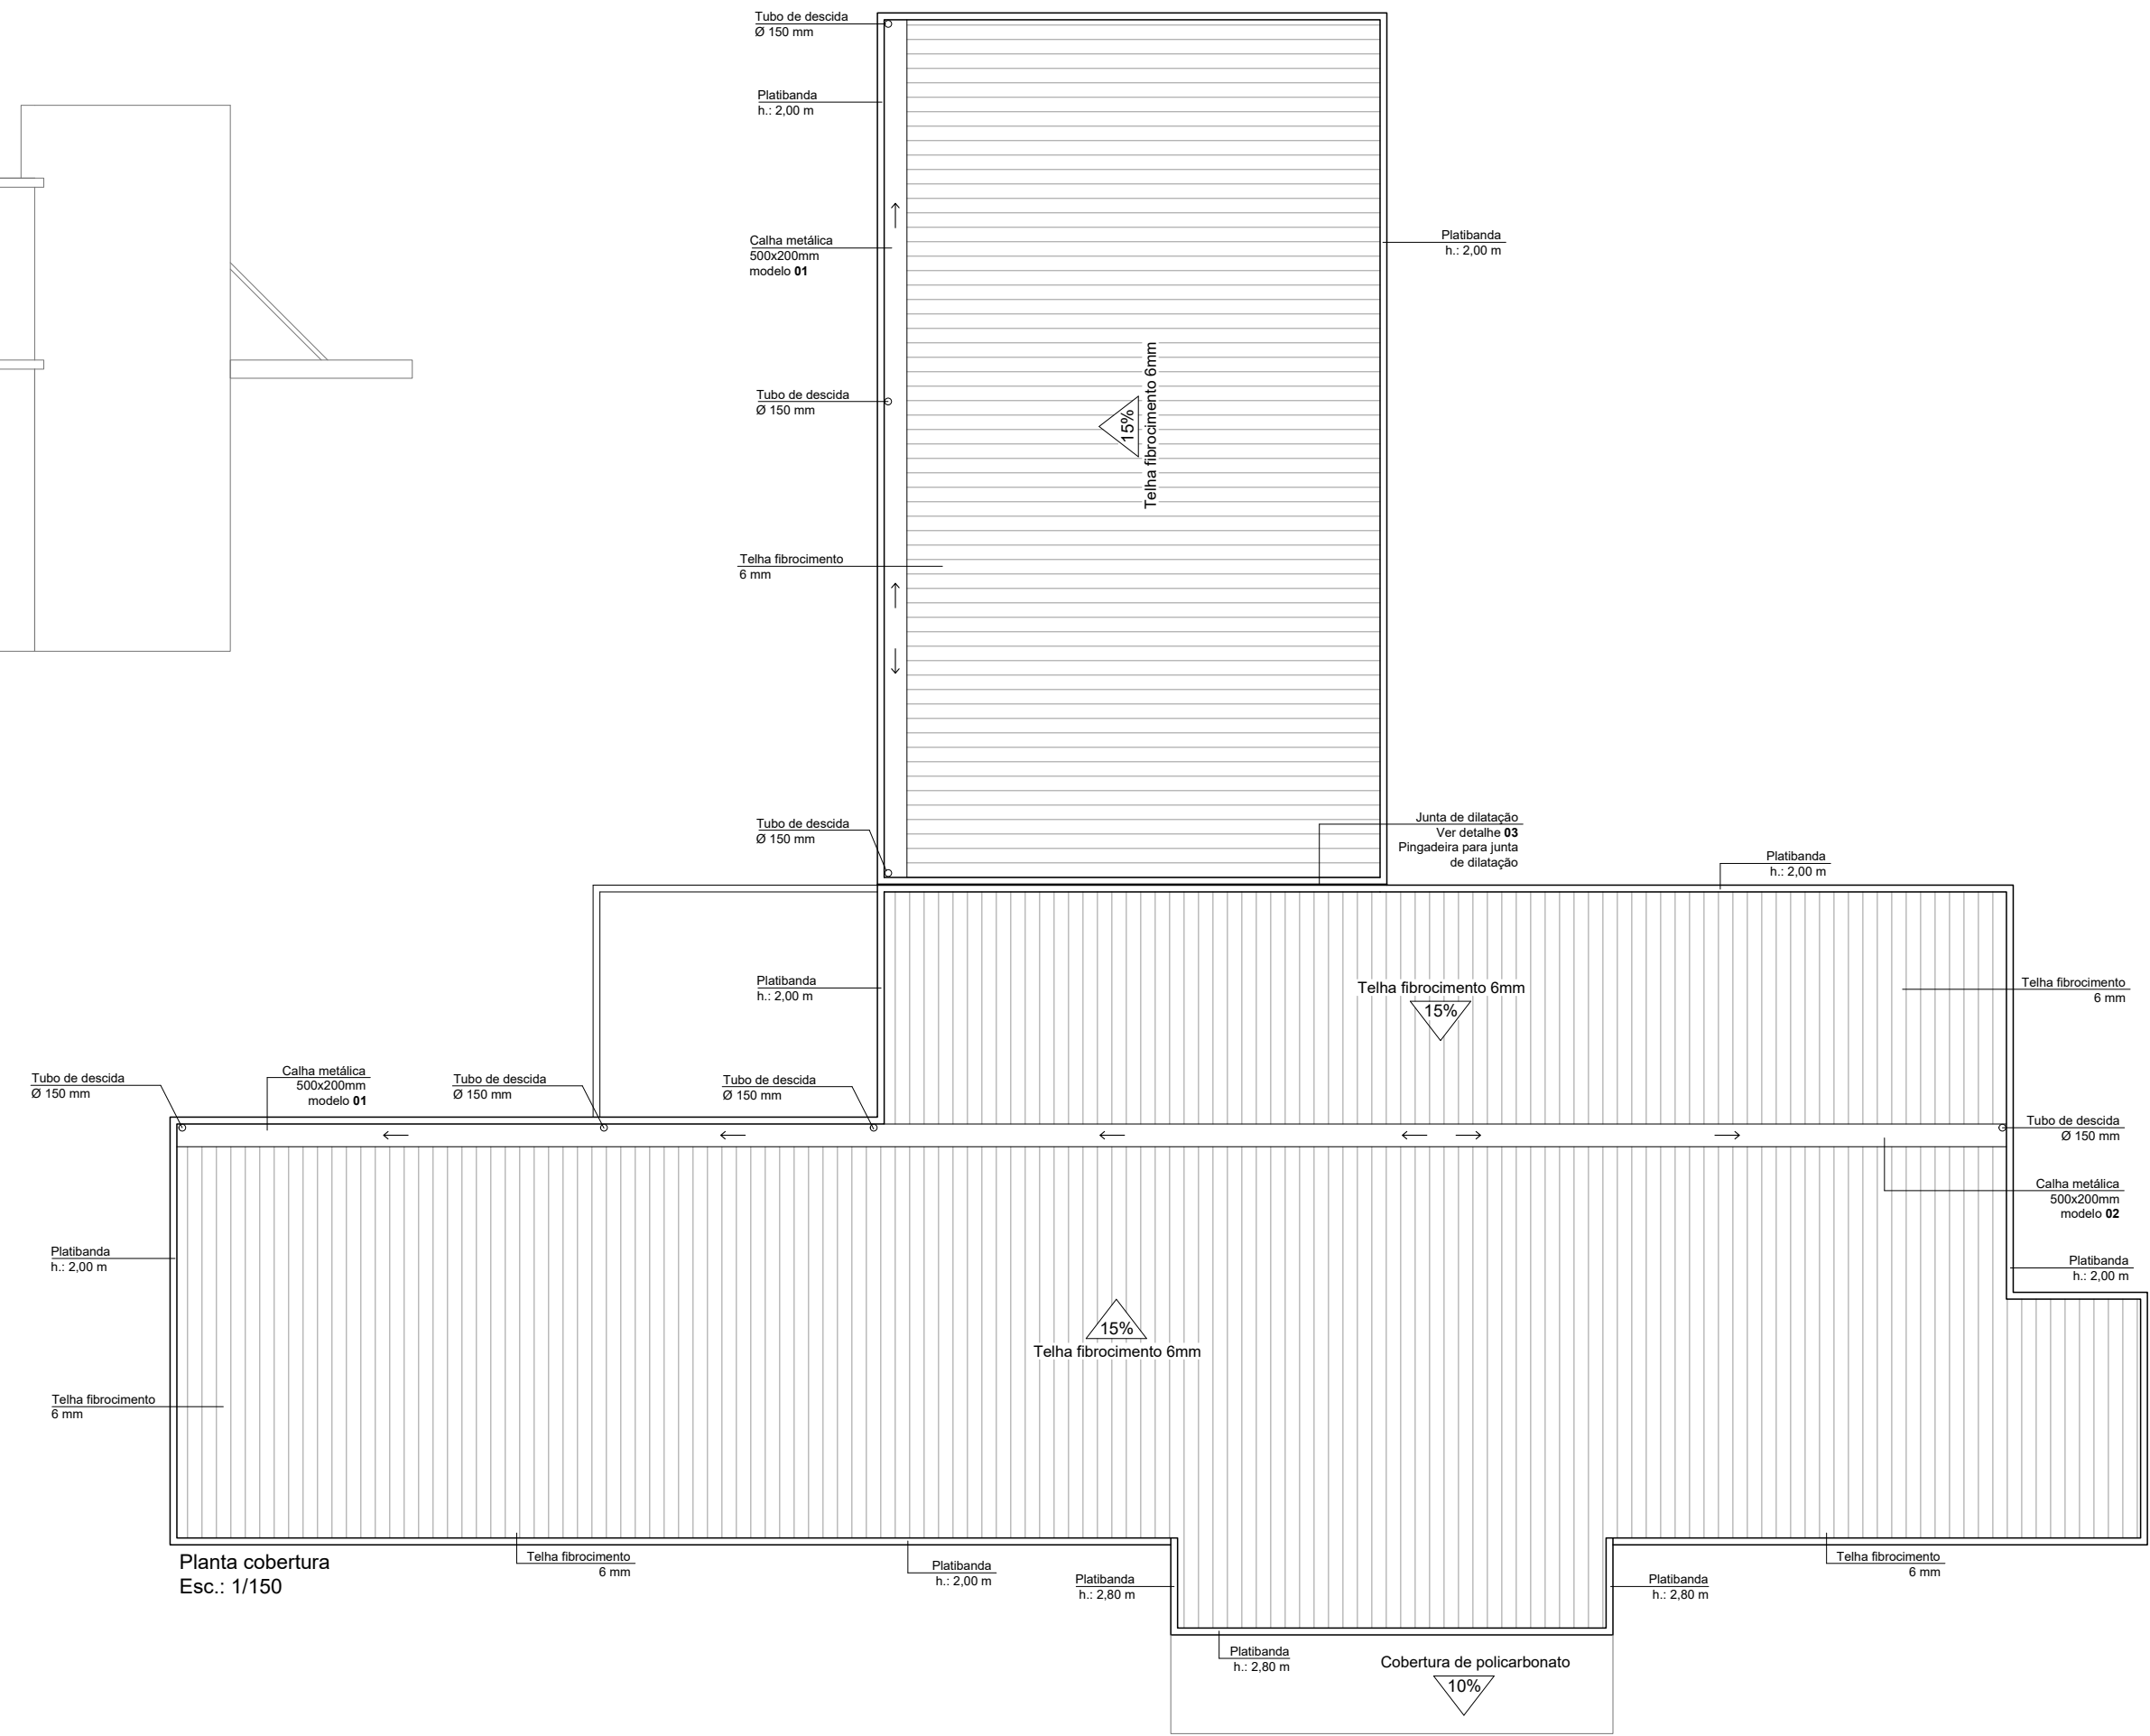 Tubo de descida
Ø 150 mm
Platibanda
h.: 2,00 m
Calha metálica
500x200mm
modelo 01
Platibanda
h.: 2,00 m
Tubo de descida
Ø 150 mm
15%
Telha fibrocimento 6mm
Telha fibrocimento
6 mm
Tubo de descida
Ø 150 mm
Junta de dilatação
Ver detalhe 03
Pingadeira para junta
de dilatação
Platibanda
h.: 2,00 m
Platibanda
h.: 2,00 m
Telha fibrocimento 6mm
15%
Telha fibrocimento
6 mm
Tubo de descida
Ø 150 mm
Calha metálica
500x200mm
modelo 01
Tubo de descida
Ø 150 mm
Tubo de descida
Ø 150 mm
Tubo de descida
Ø 150 mm
Calha metálica
500x200mm
modelo 02
Platibanda
h.: 2,00 m
Platibanda
h.: 2,00 m
15%
Telha fibrocimento 6mm
Telha fibrocimento
6 mm
Planta cobertura
Esc.: 1/150
Telha fibrocimento
6 mm
Platibanda
h.: 2,00 m
Platibanda
h.: 2,80 m
Platibanda
h.: 2,80 m
Telha fibrocimento
6 mm
Platibanda
h.: 2,80 m
Cobertura de policarbonato
10%